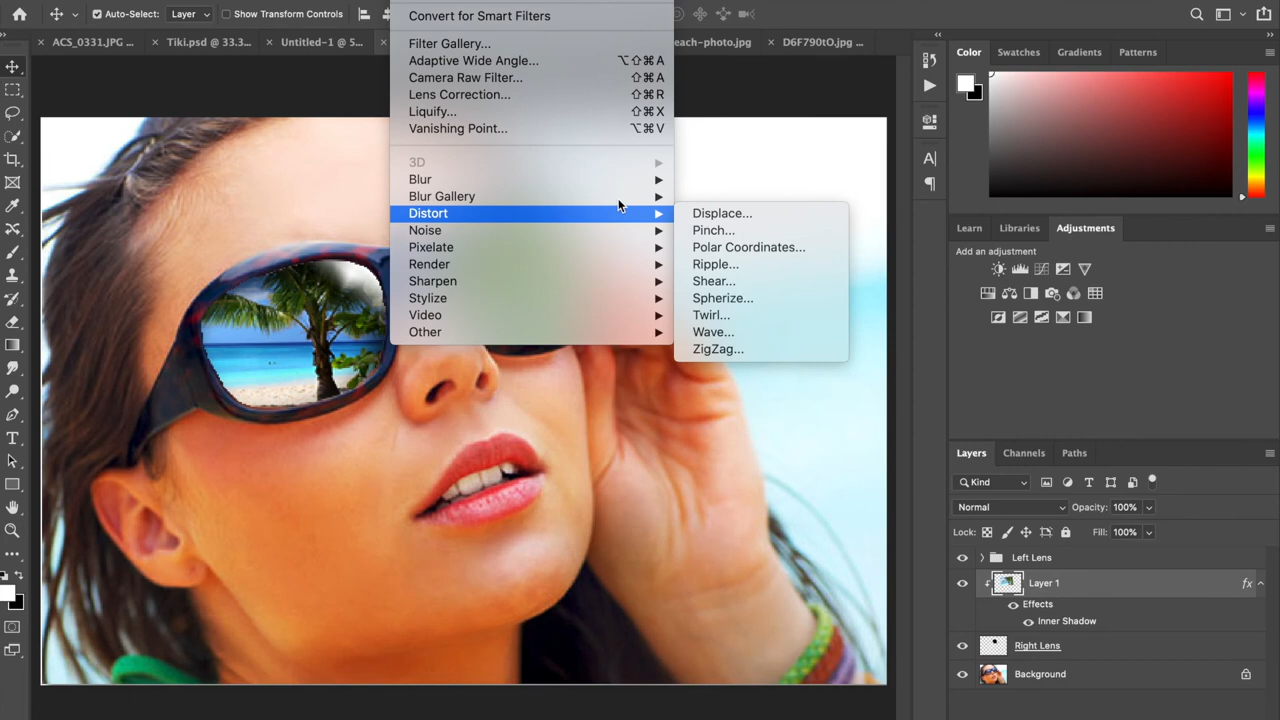 Auto-Select: Layer Show Transform Controls
ACS_0331.JPG ... Tiki.psd @ 33.3... Untitled-1 @ 5... each-photo.jpg D6F790tO.jpg ...
Convert for Smart Filters
Filter Gallery...
Adaptive Wide Angle... ⌥⇧⌘A
Camera Raw Filter... ⇧⌘A
Lens Correction... ⇧⌘R
Liquify... ⇧⌘X
Vanishing Point... ⌥⌘V
3D
Blur
Blur Gallery
Distort
Noise
Pixelate
Render
Sharpen
Stylize
Video
Other
Displace...
Pinch...
Polar Coordinates...
Ripple...
Shear...
Spherize...
Twirl...
Wave...
ZigZag...
Color Swatches Gradients Patterns
Learn Libraries Adjustments
Add an adjustment
Layers Channels Paths
Kind
Normal Opacity: 100%
Lock: Fill: 100%
Left Lens
Layer 1 fx
Effects
Inner Shadow
Right Lens
Background